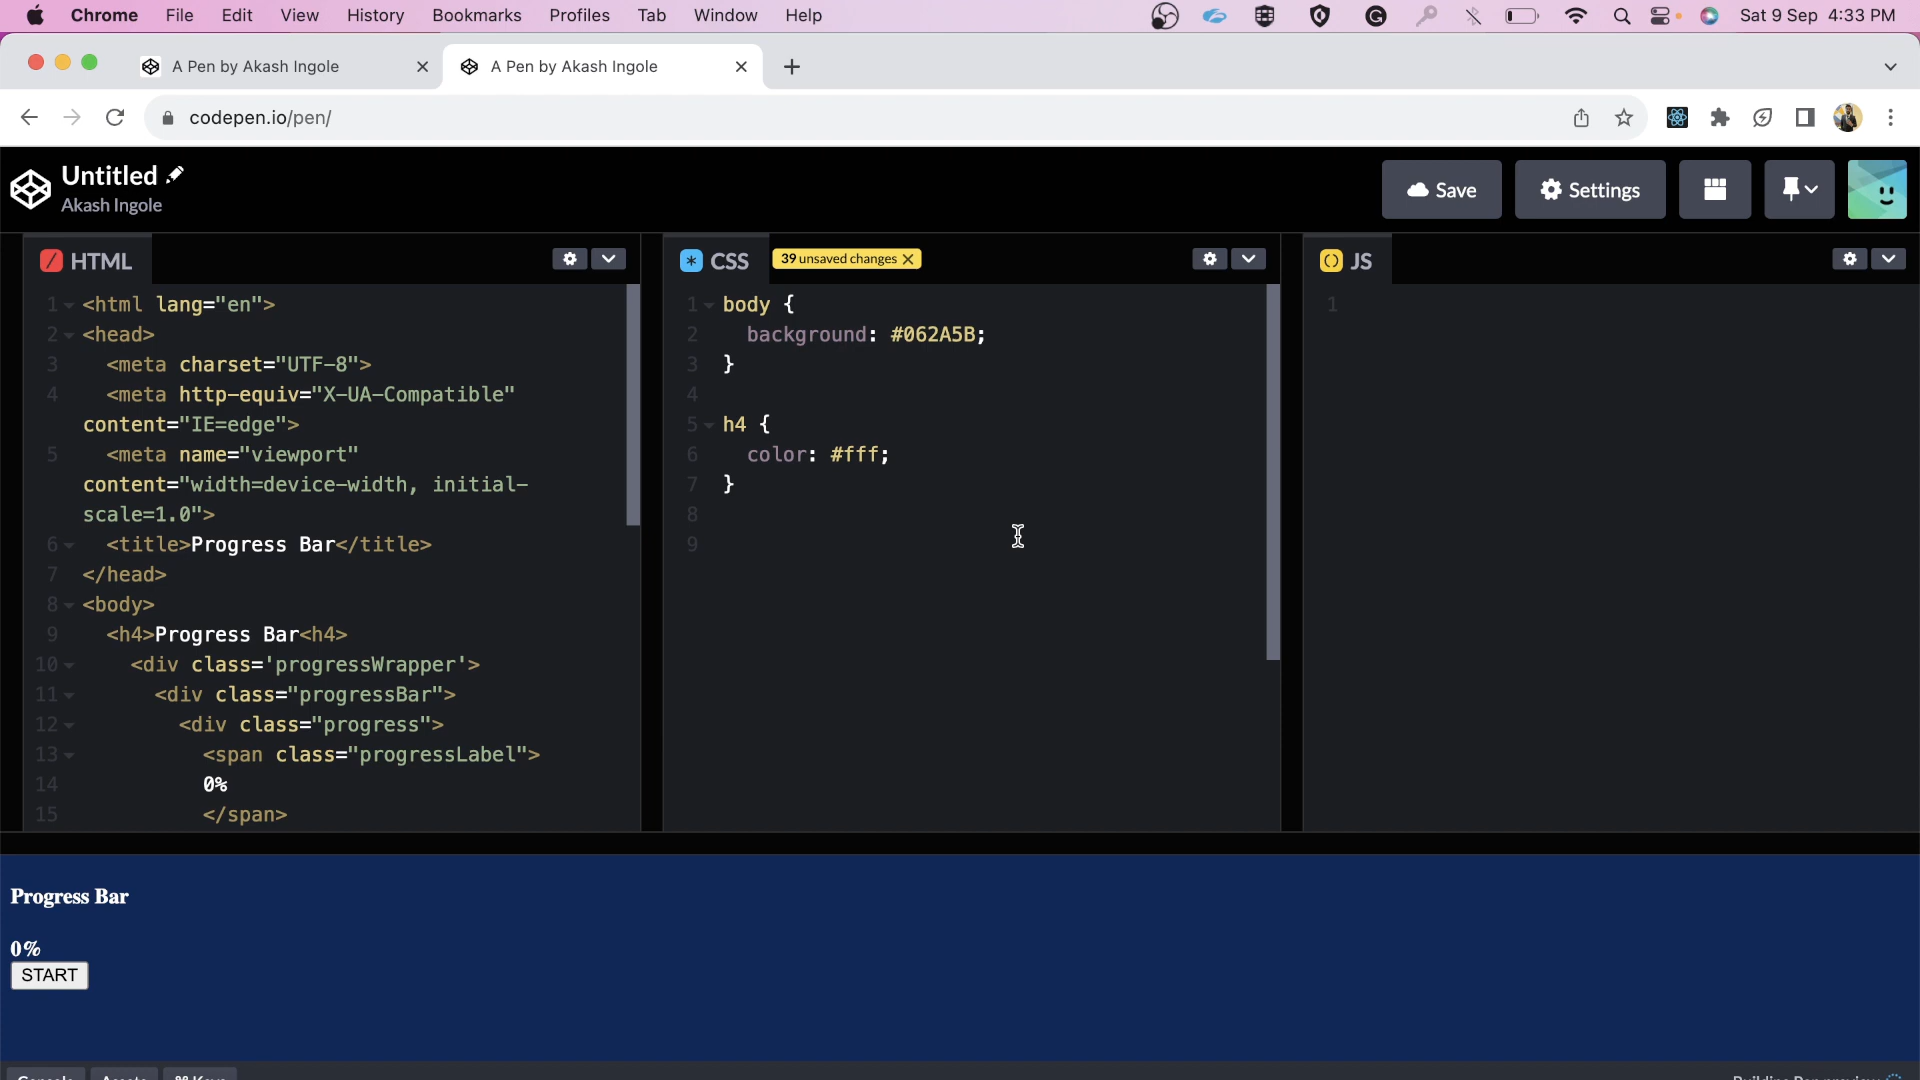 Chrome File Edit View History Bookmarks Profiles Tab Window Help Sat 9 Sep 4:33 PM
A Pen by Akash Ingole
A Pen by Akash Ingole
codepen.io/pen/
Untitled
Akash Ingole
Save
Settings
HTML
1 <html lang="en">
2 <head>
3 <meta charset="UTF-8">
4 <meta http-equiv="X-UA-Compatible"
content="IE=edge">
5 <meta name="viewport"
content="width=device-width, initial-
scale=1.0">
6 <title>Progress Bar</title>
7 </head>
8 <body>
9 <h4>Progress Bar<h4>
10 <div class='progressWrapper'>
11 <div class="progressBar">
12 <div class="progress">
13 <span class="progressLabel">
14 0%
15 </span>
CSS 39 unsaved changes
1 body {
2 background: #062A5B;
3 }
4
5 h4 {
6 color: #fff;
7 }
8
9
JS
1
Progress Bar
0%
START
Console Assets ⌘ Keys
Building Pen preview